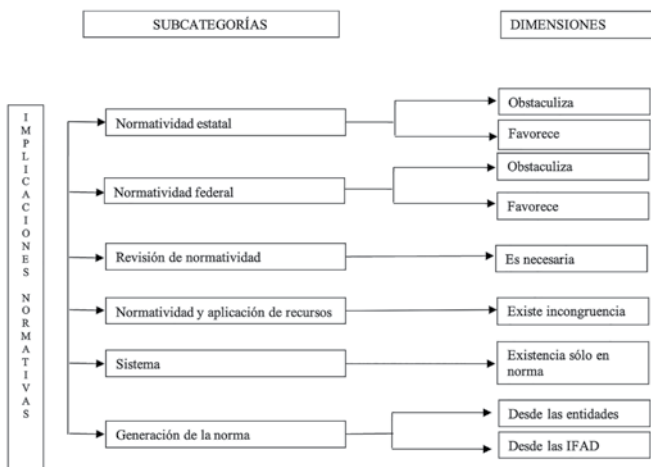 SUBCATEGORÍAS
DIMENSIONES
IMPLICACIONES NORMATIVAS
Normatividad estatal
Obstaculiza
Favorece
Normatividad federal
Obstaculiza
Favorece
Revisión de normatividad
Es necesaria
Normatividad y aplicación de recursos
Existe incongruencia
Sistema
Existencia sólo en
norma
Generación de la norma
Desde las entidades
Desde las IFAD